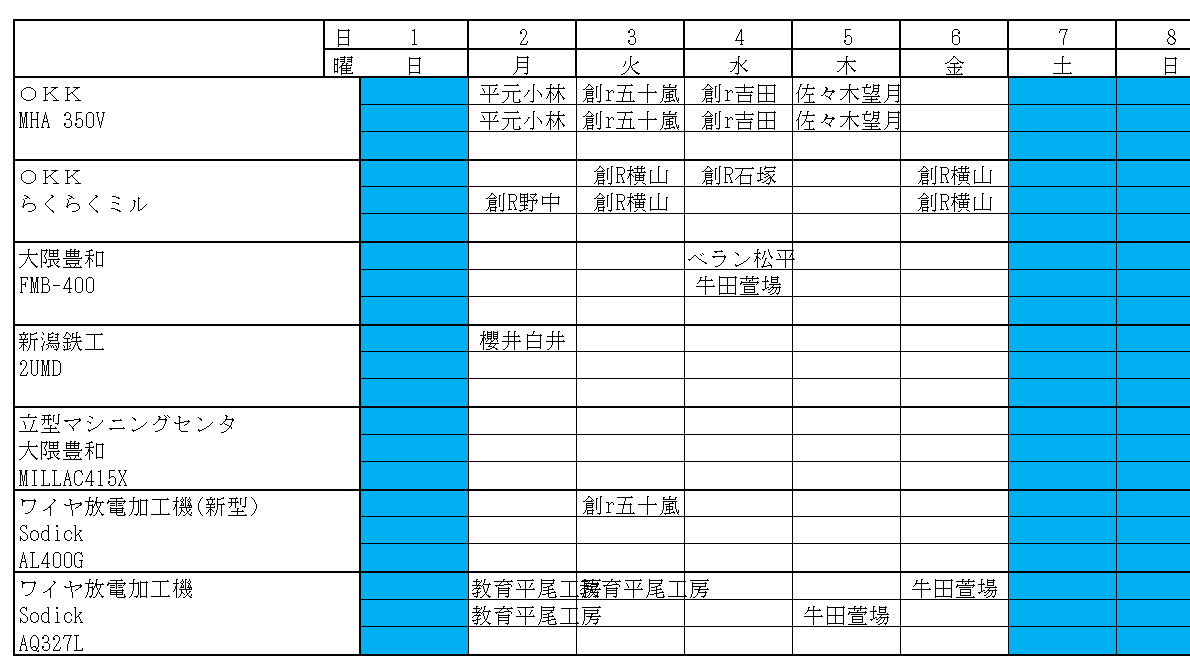 日 1 2 3 4 5 6 7 8
曜 日 月 火 水 木 金 土 日
ＯＫＫ 平元小林 創r五十嵐 創r吉田 佐々木望月
MHA 350V 平元小林 創r五十嵐 創r吉田 佐々木望月
ＯＫＫ 創R横山 創R石塚 創R横山
らくらくミル 創R野中 創R横山 創R横山
大隈豊和 ベラン松平
FMB-400 牛田萱場
新潟鉄工 櫻井白井
2UMD
立型マシニングセンタ
大隈豊和
MILLAC415X
ワイヤ放電加工機(新型) 創r五十嵐
Sodick
AL400G
ワイヤ放電加工機 教育平尾工房 教育平尾工房 牛田萱場
Sodick 教育平尾工房 牛田萱場
AQ327L